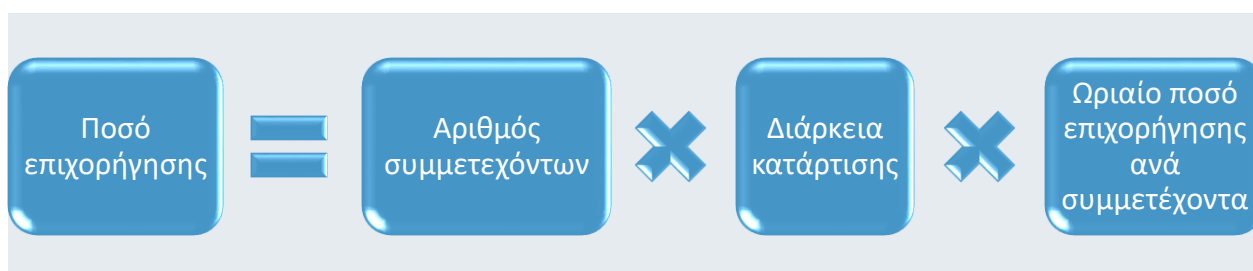 Ποσό
επιχορήγησης
Αριθμός
συμμετεχόντων
Διάρκεια
κατάρτισης
Ωριαίο ποσό
επιχορήγησης
ανά
συμμετέχοντα